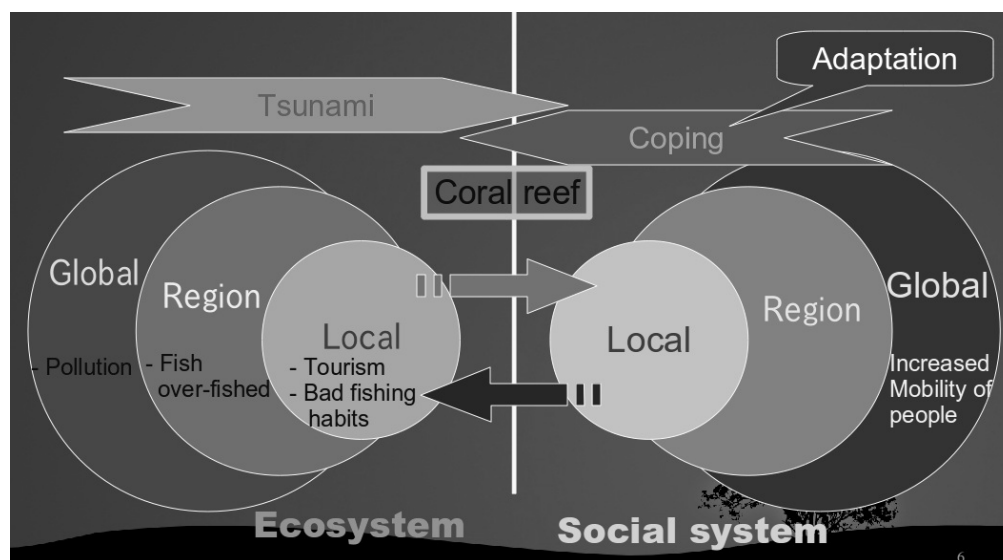 Adaptation
Tsunami
Coping
Coral reef
Global
Region
Local
- Pollution
- Fish
over-fished
- Tourism
- Bad fishing
habits
Local
Region
Global
Increased
Mobility of
people
Ecosystem
Social system
6